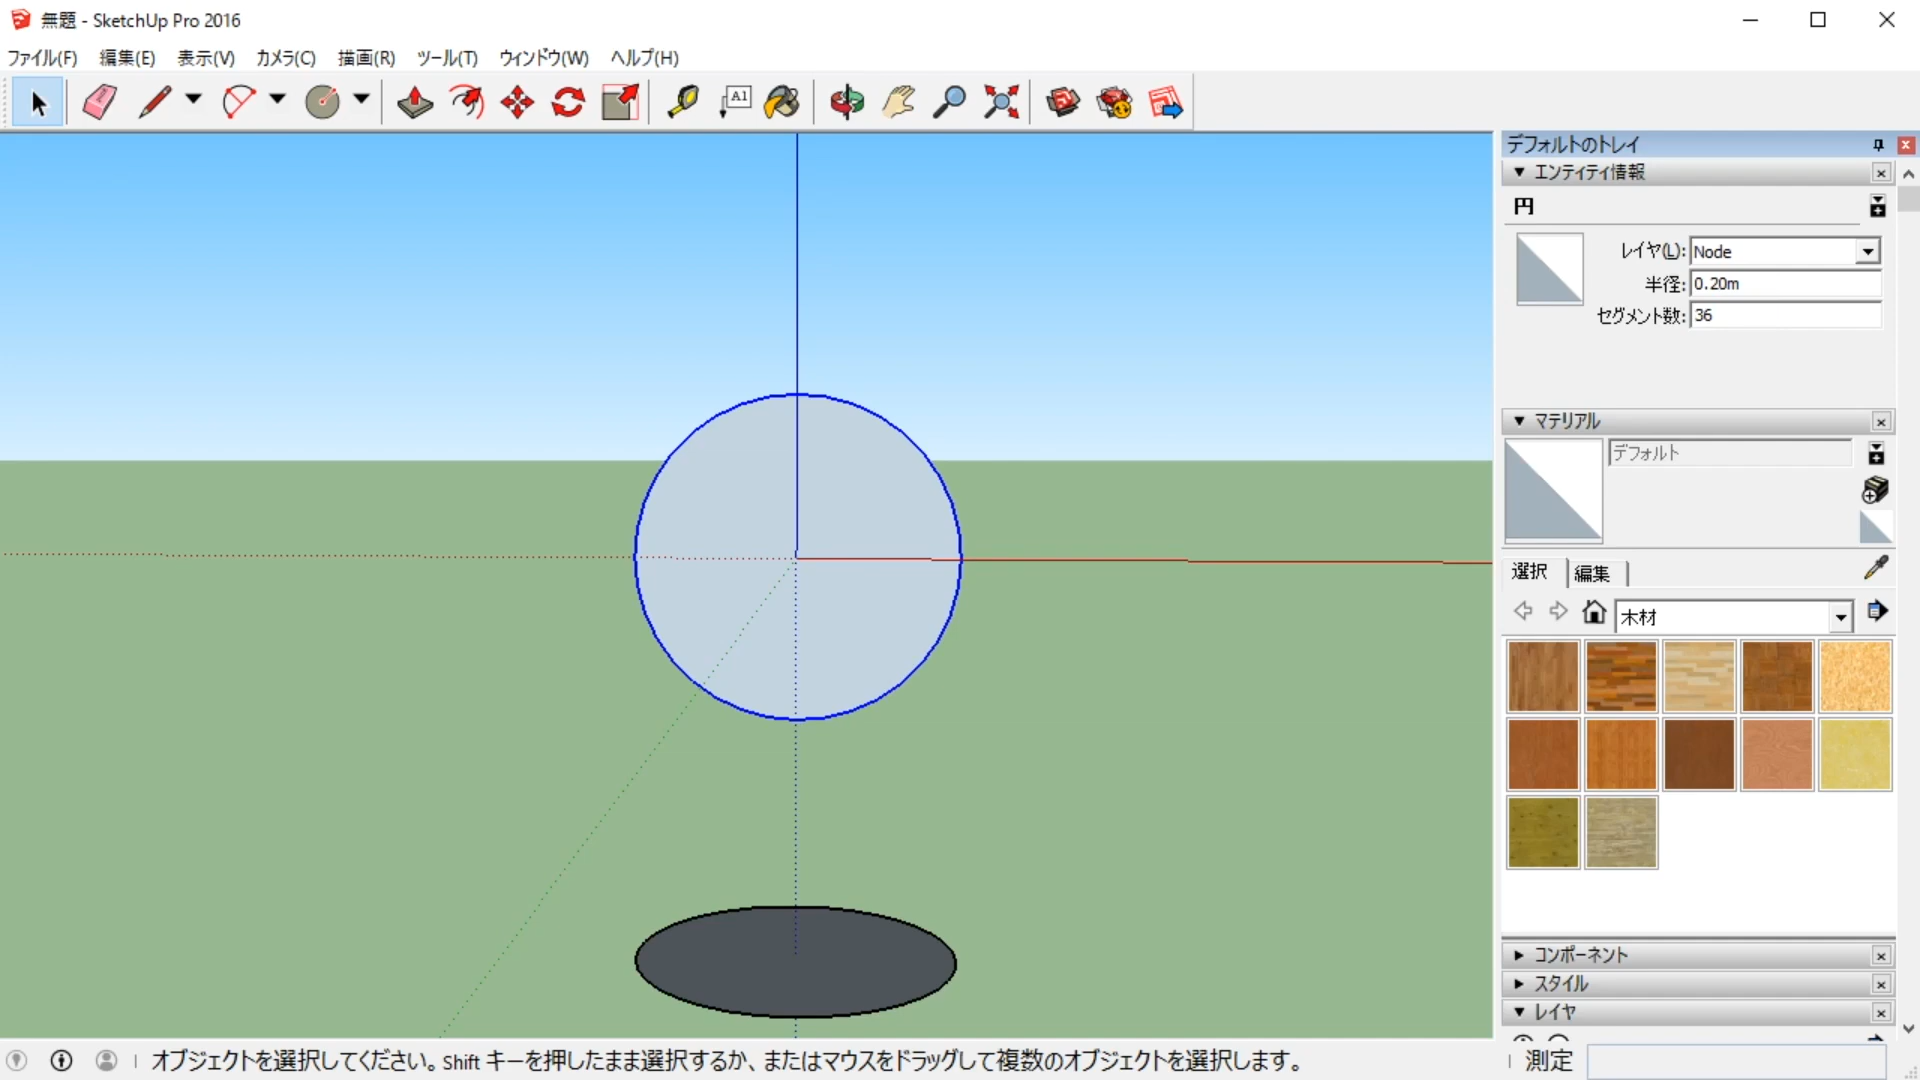 無題 - SketchUp Pro 2016
ファイル(F) 編集(E) 表示(V) カメラ(C) 描画(R) ツール(T) ウィンドウ(W) ヘルプ(H)
A1
デフォルトのトレイ
エンティティ情報
円
レイヤ(L): Node
半径: 0.20m
セグメント数: 36
マテリアル
デフォルト
選択 編集
木材
コンポーネント
スタイル
レイヤ
オブジェクトを選択してください。Shift キーを押したまま選択するか、またはマウスをドラッグして複数のオブジェクトを選択します。
測定